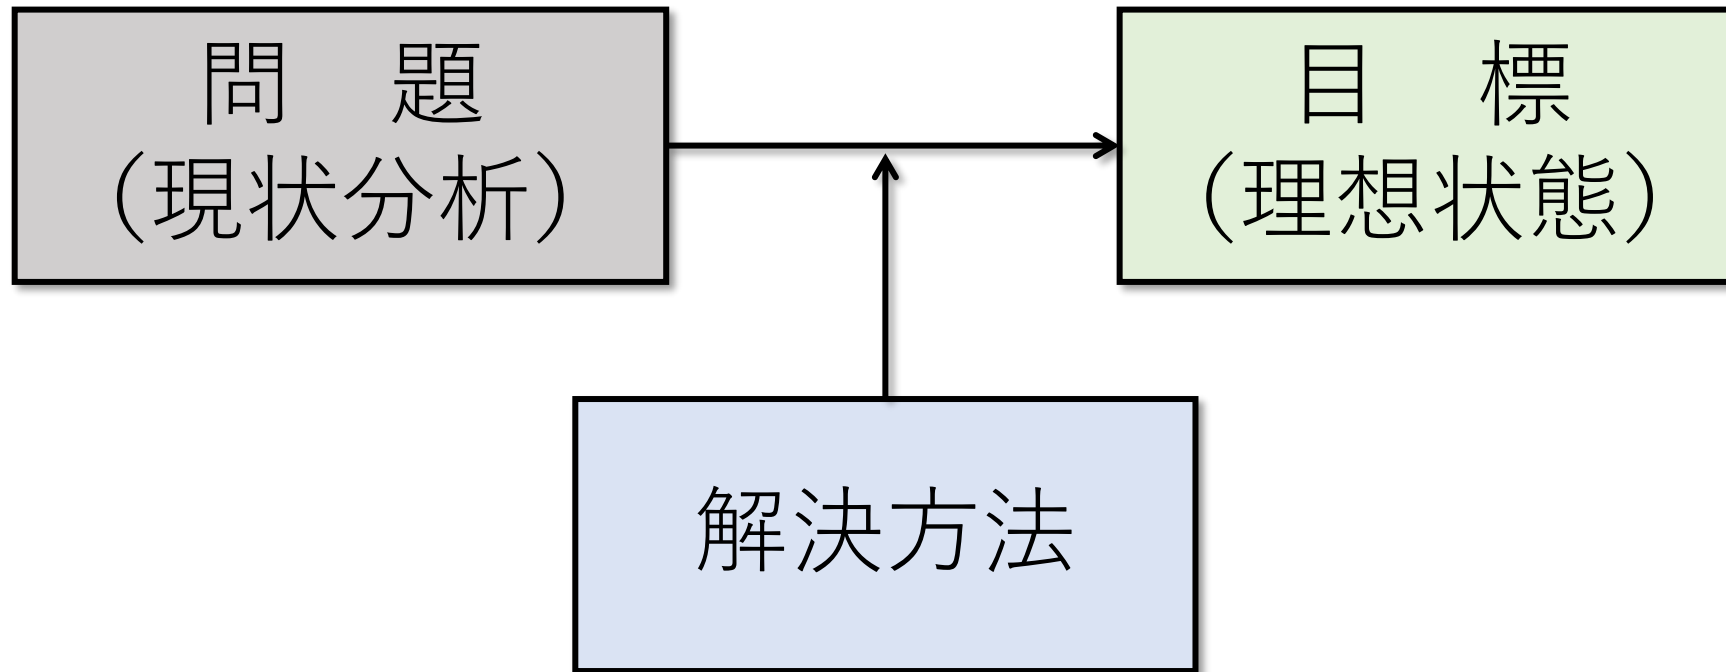 問　題
（現状分析）
目　標
（理想状態）
解決方法